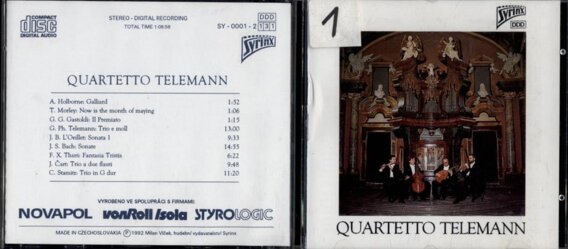 COMPACT
disc
DIGITAL AUDIO
STEREO - DIGITAL RECORDING
TOTAL TIME 1:08:58
SY - 0001 - 2 131
DDD
Syrinx
QUARTETTO TELEMANN
A. Holborne: Galliard 1:52
T. Morley: Now is the month of maying 1:06
G. G. Gastoldi: Il Premiato 1:15
G. Ph. Telemann: Trio e moll 13:00
J. B. L'Oeillet: Sonata I 9:33
J. S. Bach: Sonate 14:55
F. X. Thuri: Fantasia Tristis 6:22
J. Čart: Trio a due flauti 9:48
C. Stamitz: Trio in G dur 11:20
VYROBENO VE SPOLUPRÁCI S FIRMAMI:
NOVAPOL vonRoll Isola STYROLOGIC
MADE IN CZECHOSLOVAKIA Ⓟ 1992 Milan Vlček, hudební vydavatelství Syrinx
1
Syrinx
DDD
QUARTETTO TELEMANN